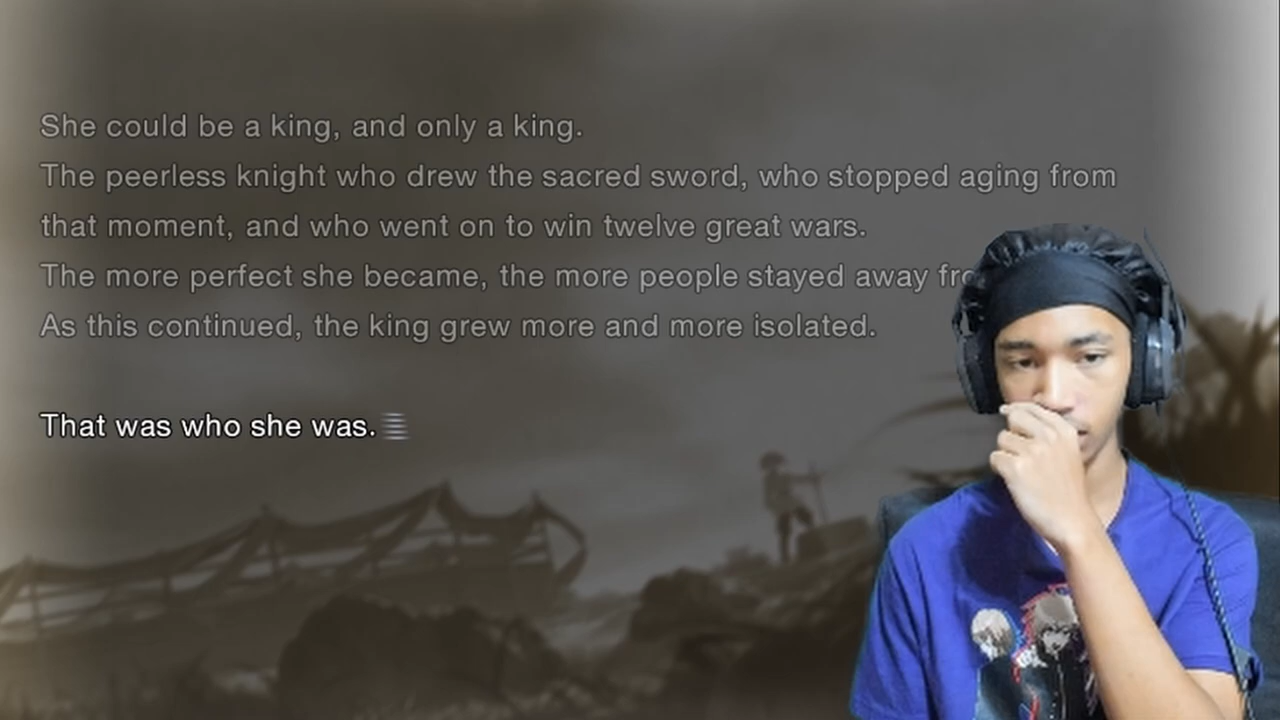 She could be a king, and only a king.
The peerless knight who drew the sacred sword, who stopped aging from
that moment, and who went on to win twelve great wars.
The more perfect she became, the more people stayed away
As this continued, the king grew more and more isolated.
That was who she was.